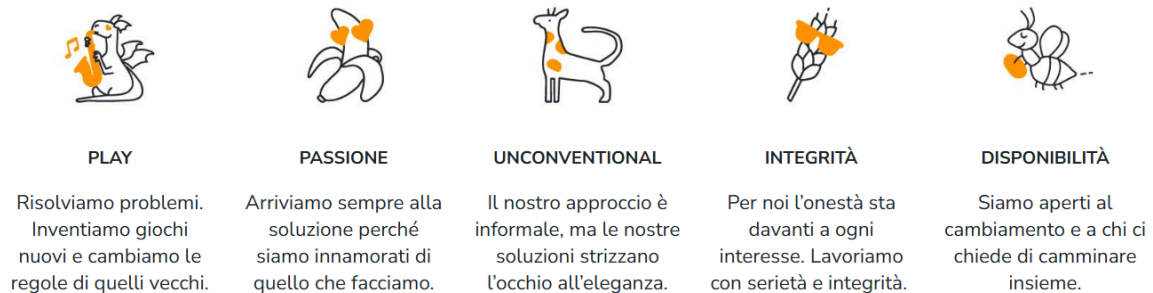 PLAY
Risolviamo problemi.
Inventiamo giochi
nuovi e cambiamo le
regole di quelli vecchi.
PASSIONE
Arriviamo sempre alla
soluzione perché
siamo innamorati di
quello che facciamo.
UNCONVENTIONAL
Il nostro approccio è
informale, ma le nostre
soluzioni strizzano
l’occhio all’eleganza.
INTEGRITÀ
Per noi l’onestà sta
davanti a ogni
interesse. Lavoriamo
con serietà e integrità.
DISPONIBILITÀ
Siamo aperti al
cambiamento e a chi ci
chiede di camminare
insieme.